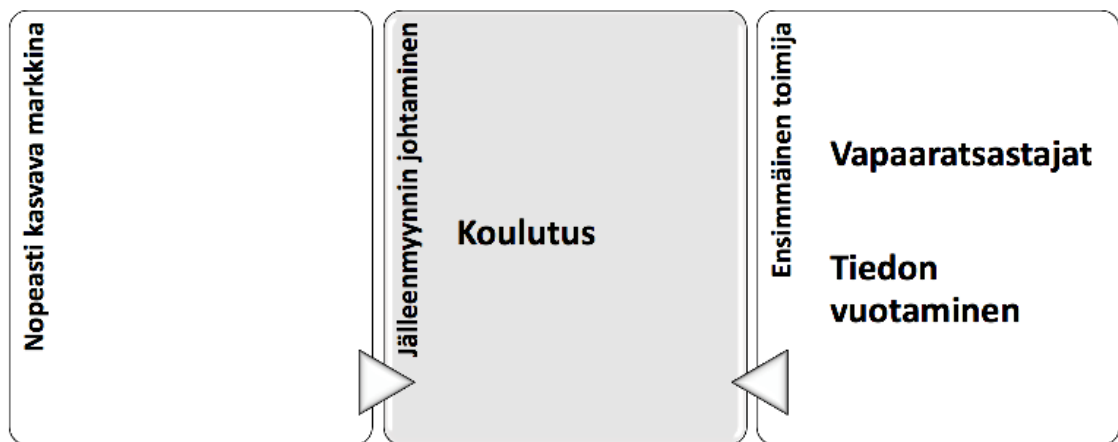 Nopeasti kasvava markkina
Jälleenmyynnin johtaminen
Koulutus
Ensimmäinen toimija
Vapaaratsastajat
Tiedon
vuotaminen